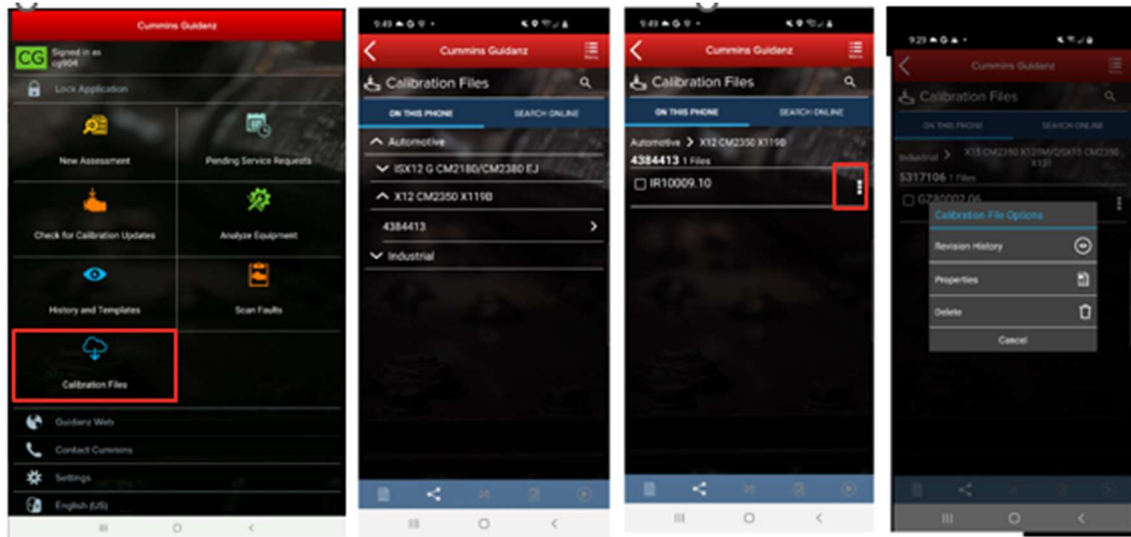 Cummins Guidanz
CG Signed in as
cg904
Lock Application
New Assessment
Pending Service Requests
Check for Calibration Updates
Analyze Equipment
History and Templates
Scan Faults
Calibration Files
Guidanz Web
Contact Cummins
Settings
English (US)
9:49
Cummins Guidanz
Menu
Calibration Files
ON THIS PHONE
SEARCH ONLINE
Automotive
ISX12 G CM2180/CM2380 EJ
X12 CM2350 X119B
4384413
Industrial
9:49
Cummins Guidanz
Menu
Calibration Files
ON THIS PHONE
SEARCH ONLINE
Automotive > X12 CM2350 X119B
4384413 1 Files
IR10009.10
9:29
Cummins Guidanz
Calibration Files
ON THIS PHONE
SEARCH ONLINE
Industrial >
5317106 1 Files
GZ80002.06
Calibration File Options
Revision History
Properties
Delete
Cancel